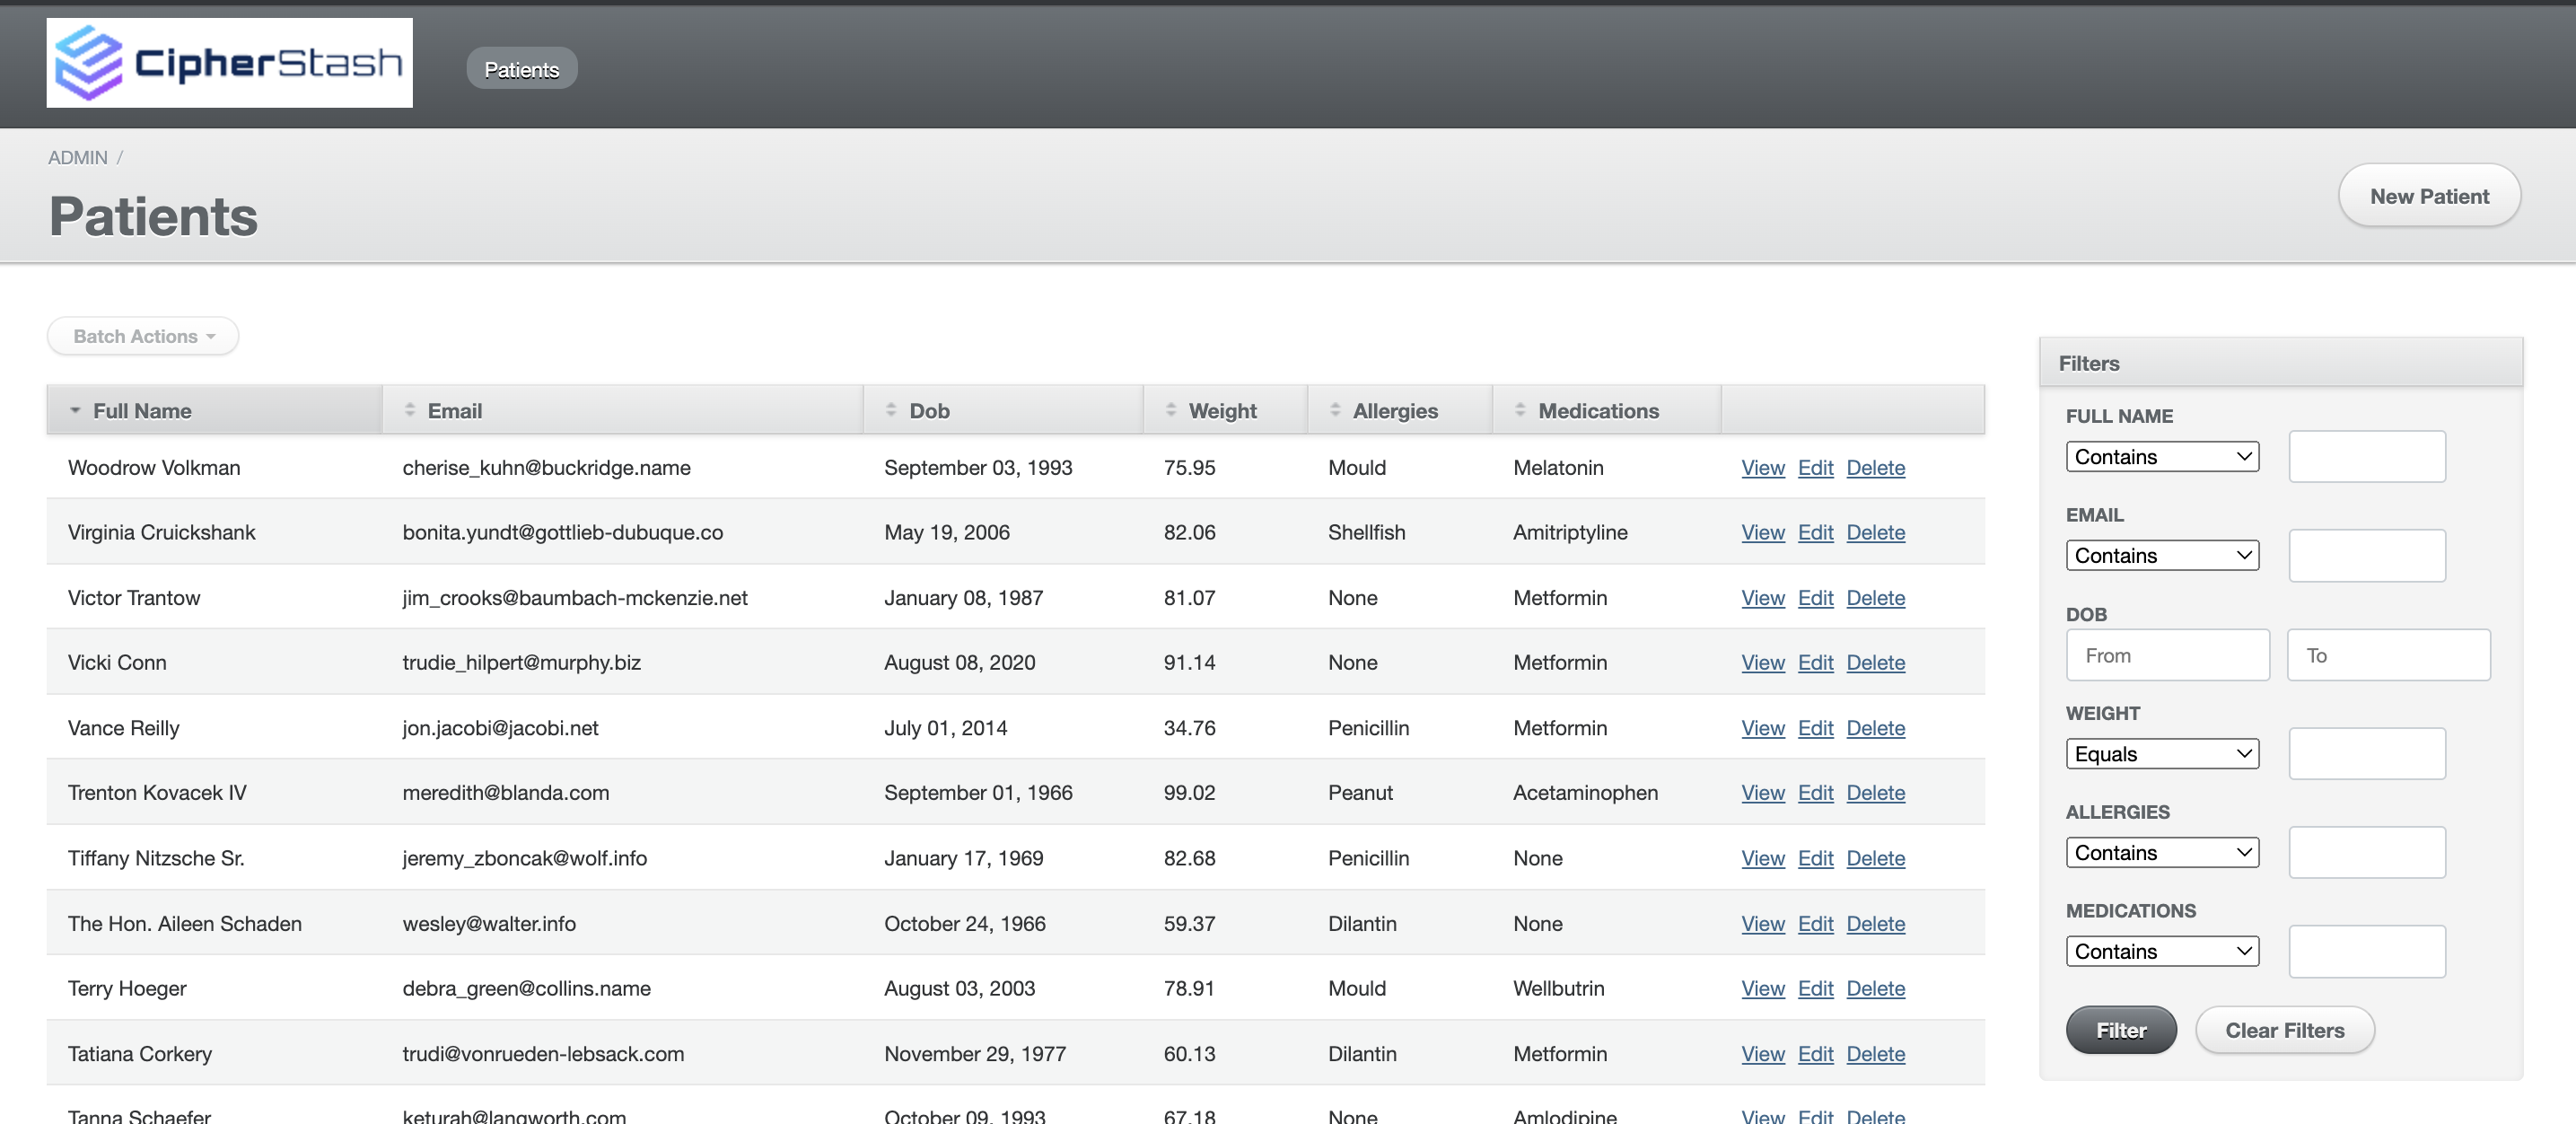 CipherStash
Patients
ADMIN /
Patients
New Patient
Batch Actions
Full Name Email Dob Weight Allergies Medications
Woodrow Volkman cherise_kuhn@buckridge.name September 03, 1993 75.95 Mould Melatonin View Edit Delete
Virginia Cruickshank bonita.yundt@gottlieb-dubuque.co May 19, 2006 82.06 Shellfish Amitriptyline View Edit Delete
Victor Trantow jim_crooks@baumbach-mckenzie.net January 08, 1987 81.07 None Metformin View Edit Delete
Vicki Conn trudie_hilpert@murphy.biz August 08, 2020 91.14 None Metformin View Edit Delete
Vance Reilly jon.jacobi@jacobi.net July 01, 2014 34.76 Penicillin Metformin View Edit Delete
Trenton Kovacek IV meredith@blanda.com September 01, 1966 99.02 Peanut Acetaminophen View Edit Delete
Tiffany Nitzsche Sr. jeremy_zboncak@wolf.info January 17, 1969 82.68 Penicillin None View Edit Delete
The Hon. Aileen Schaden wesley@walter.info October 24, 1966 59.37 Dilantin None View Edit Delete
Terry Hoeger debra_green@collins.name August 03, 2003 78.91 Mould Wellbutrin View Edit Delete
Tatiana Corkery trudi@vonrueden-lebsack.com November 29, 1977 60.13 Dilantin Metformin View Edit Delete
Tanna Schaefer keturah@langworth.com October 09, 1993 67.18 None Amlodipine View Edit Delete
Filters
FULL NAME
Contains
EMAIL
Contains
DOB
From To
WEIGHT
Equals
ALLERGIES
Contains
MEDICATIONS
Contains
Filter Clear Filters